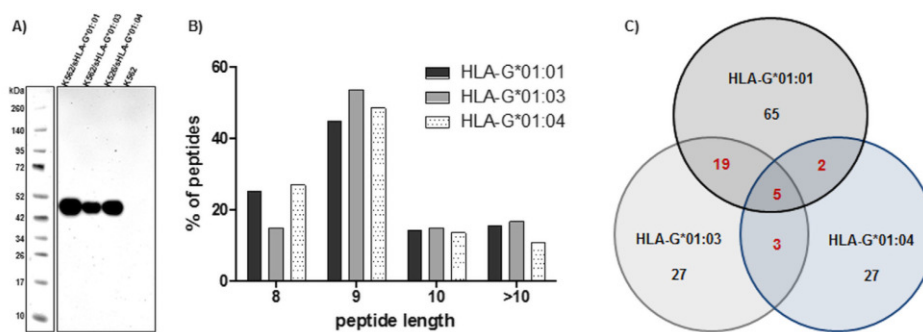 A)
K562/sHLA-G*01:01
K562/sHLA-G*01:03
K526/sHLA-G*01:04
K562
kDa
260
140
95
72
52
42
34
26
17
10
B)
% of peptides
60
40
20
0
8
9
10
>10
peptide length
HLA-G*01:01
HLA-G*01:03
HLA-G*01:04
C)
HLA-G*01:01
65
19
2
5
HLA-G*01:03
3
HLA-G*01:04
27
27